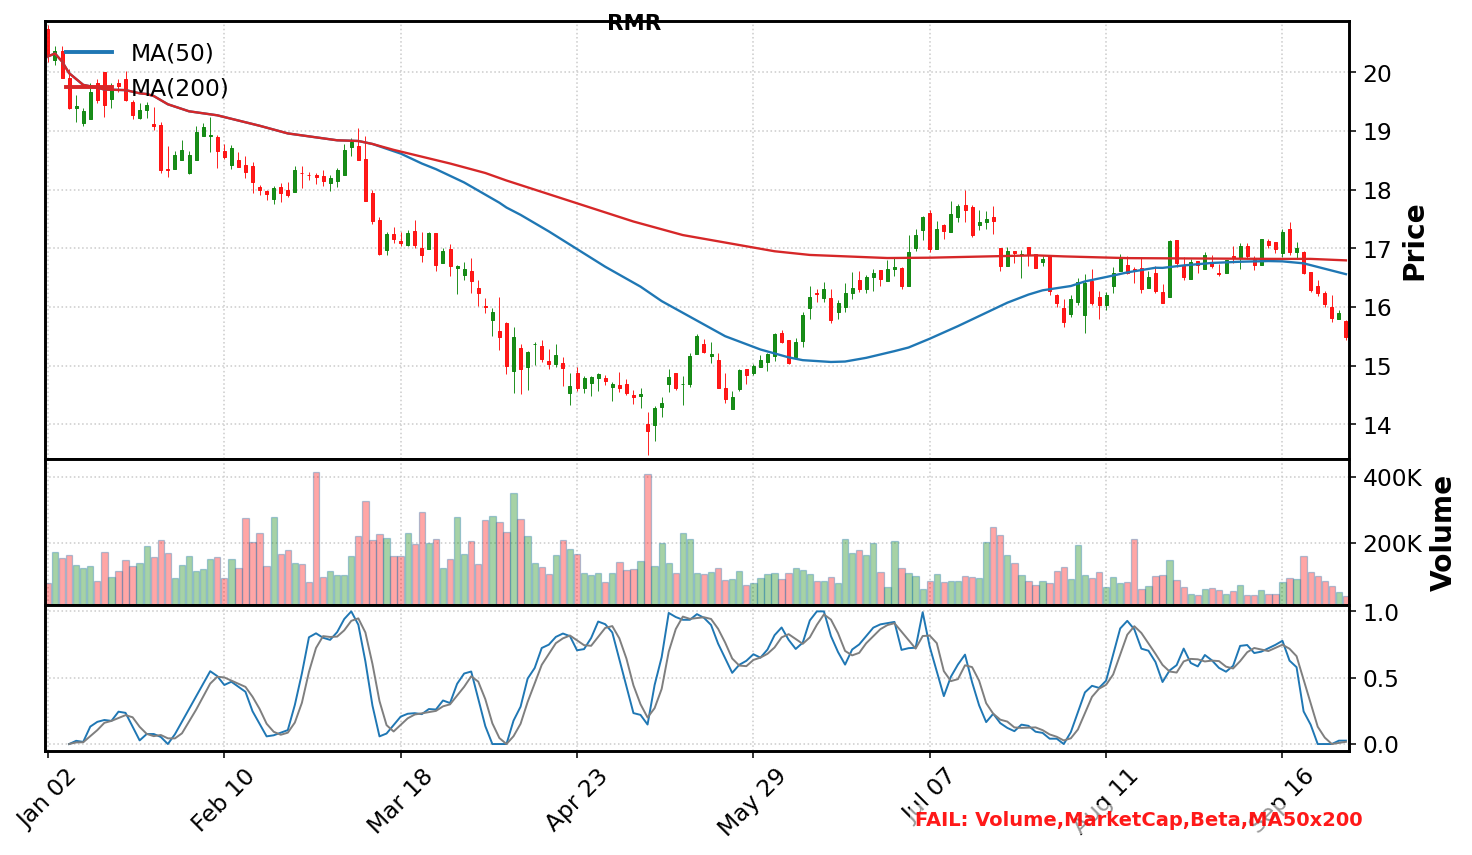 RMR
MA(50)
MA(200)
20
19
18
17
16
15
14
Price
400K
200K
Volume
1.0
0.5
0.0
Jan 02
Feb 10
Mar 18
Apr 23
May 29
Jul 07
Aug 11
Sep 16
FAIL: Volume,MarketCap,Beta,MA50x200